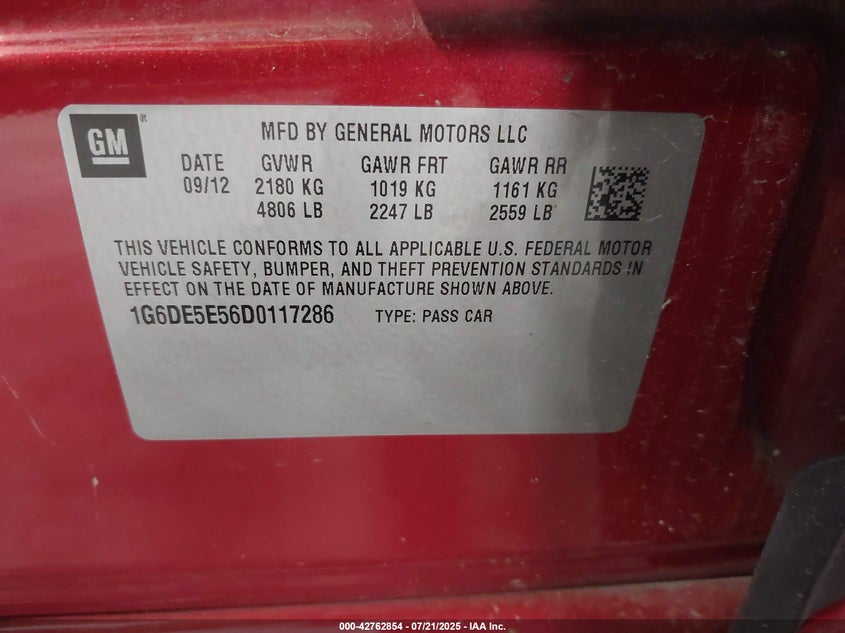 GM
MFD BY GENERAL MOTORS LLC
DATE GVWR GAWR FRT GAWR RR
09/12 2180 KG 1019 KG 1161 KG
4806 LB 2247 LB 2559 LB
THIS VEHICLE CONFORMS TO ALL APPLICABLE U.S. FEDERAL MOTOR
VEHICLE SAFETY, BUMPER, AND THEFT PREVENTION STANDARDS IN
EFFECT ON THE DATE OF MANUFACTURE SHOWN ABOVE.
1G6DE5E56D0117286 TYPE: PASS CAR
000-42762854 / 07/21/2025 - IAA Inc.